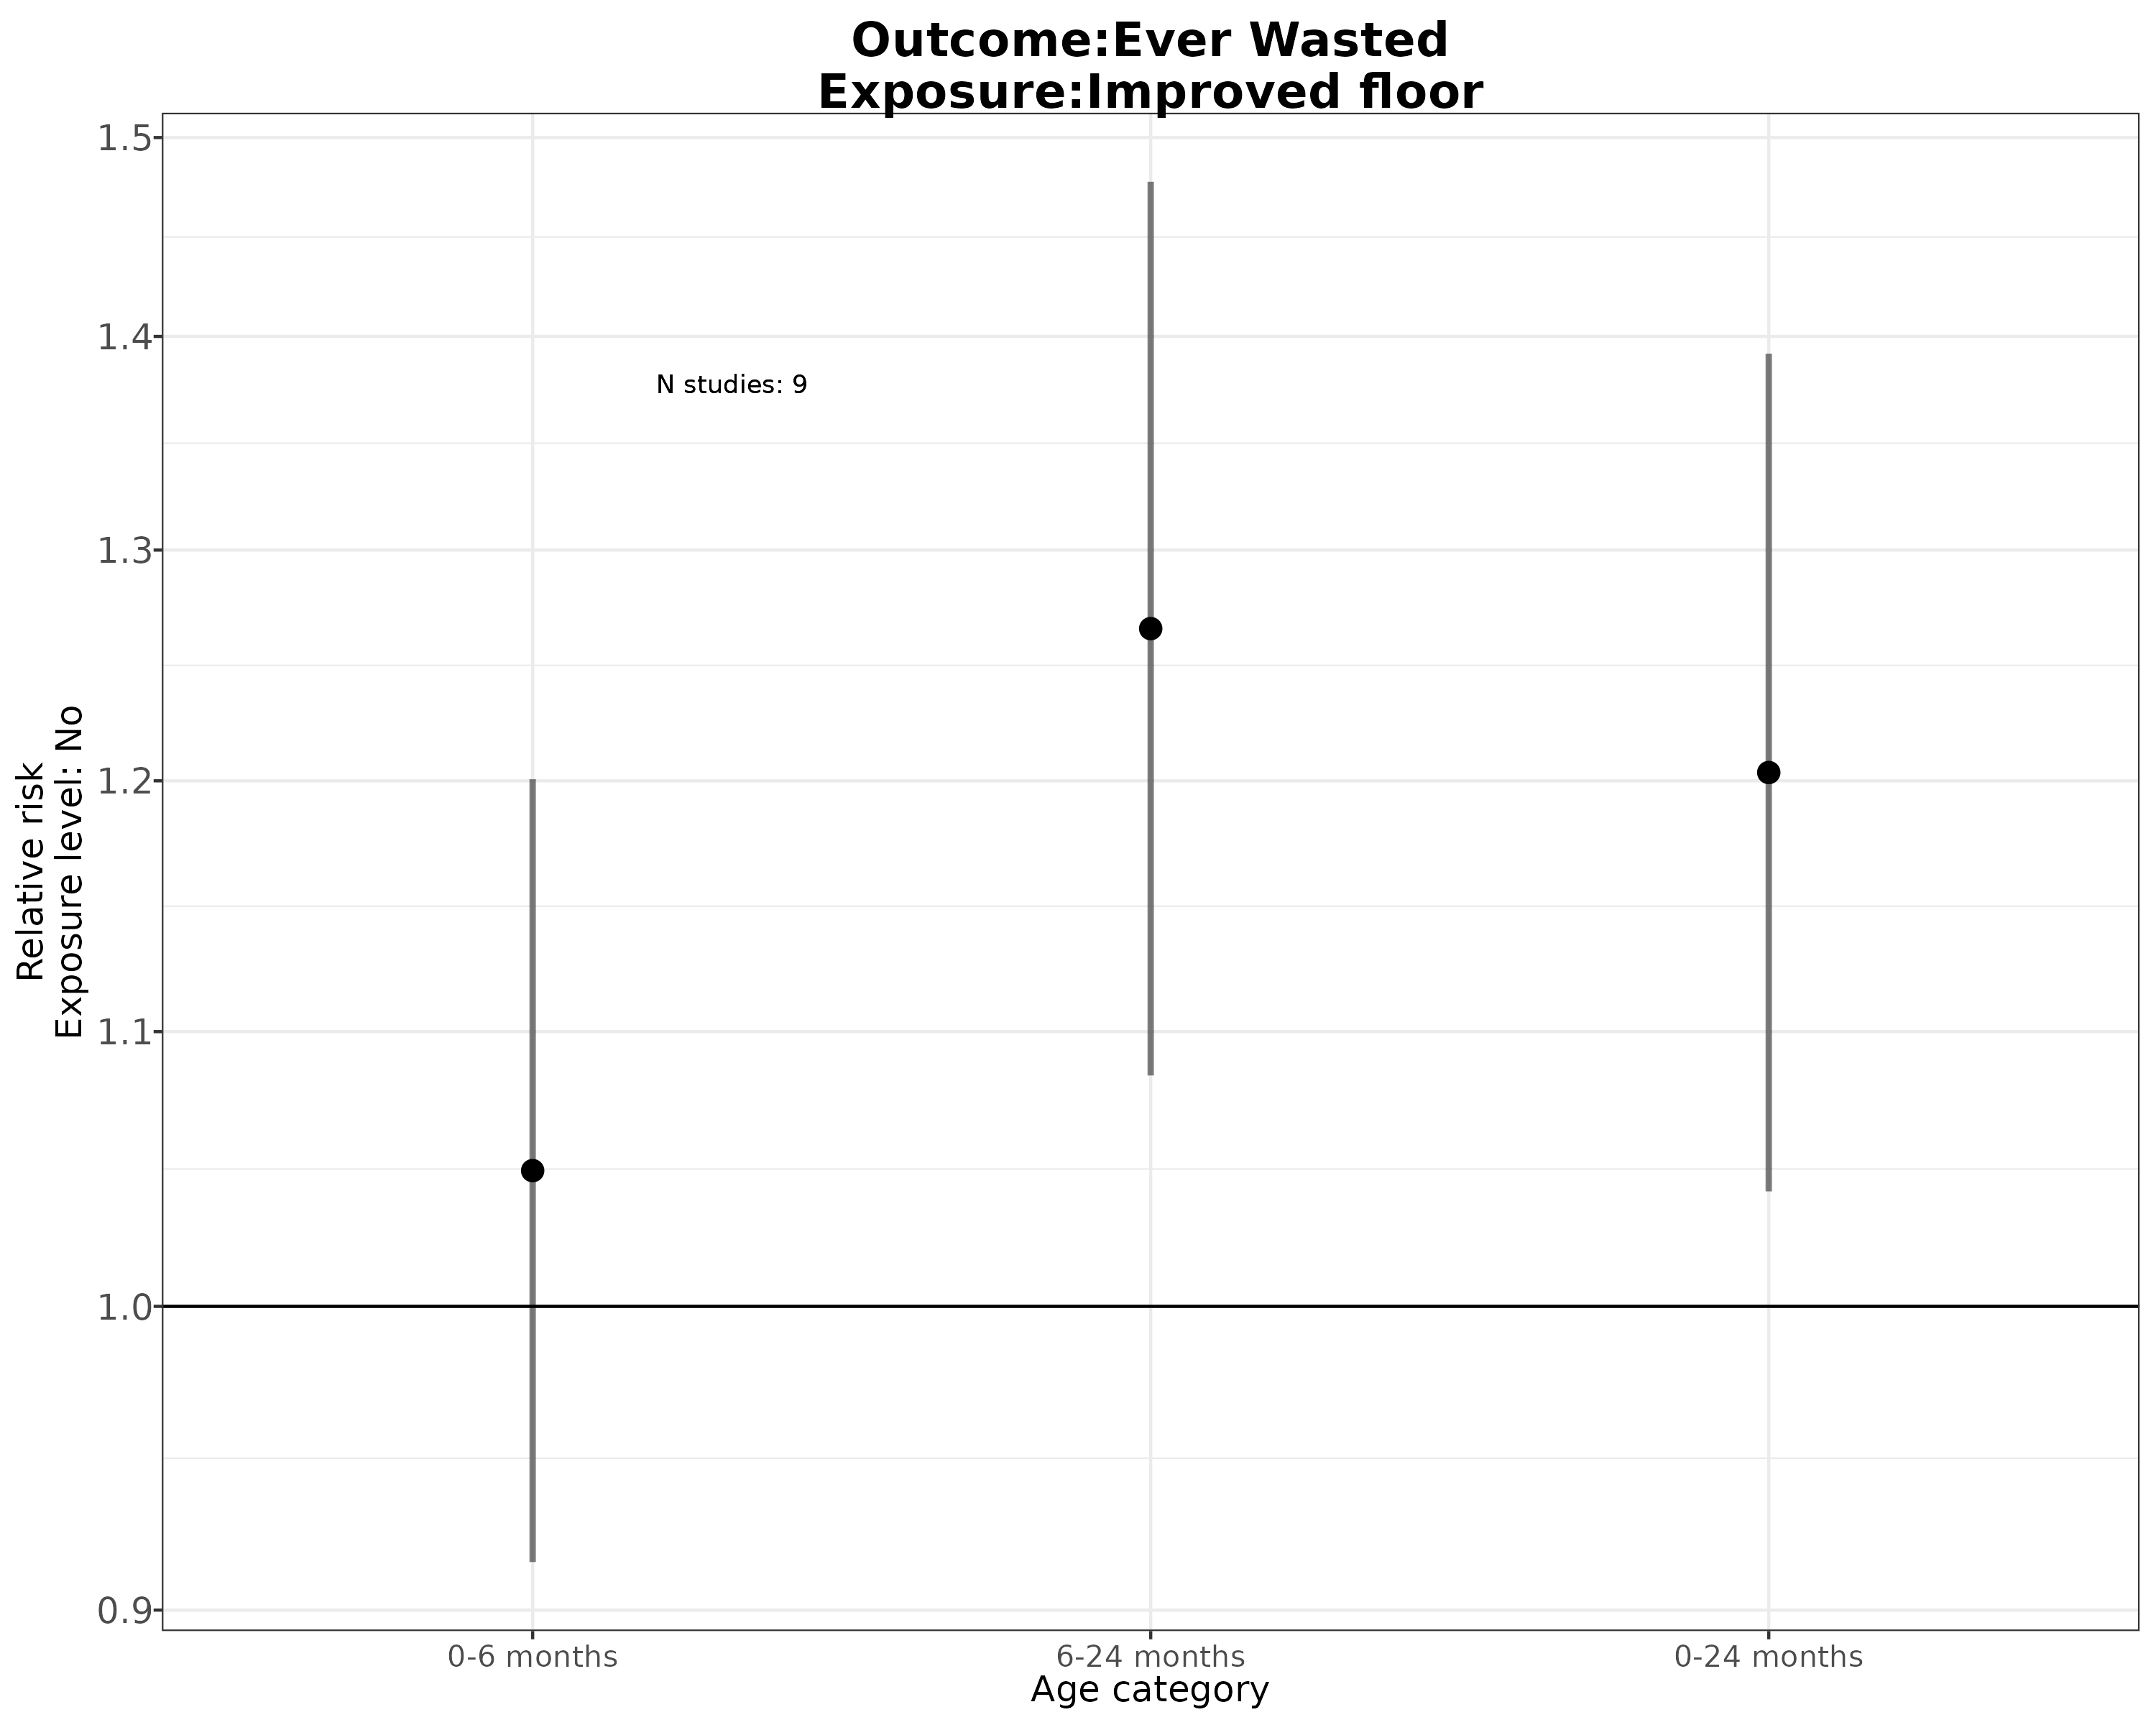 Outcome:Ever Wasted
Exposure:Improved floor
Relative risk
Exposure level: No
1.5
1.4
1.3
1.2
1.1
1.0
0.9
N studies: 9
0-6 months
6-24 months
0-24 months
Age category